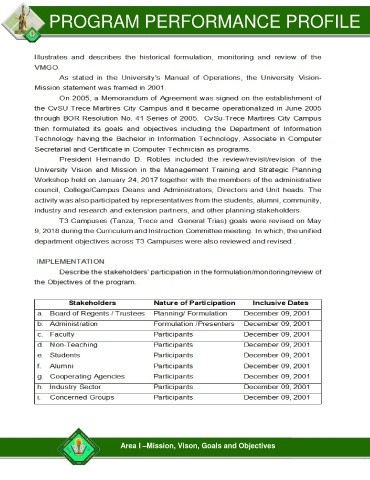 PROGRAM PERFORMANCE PROFILE
Illustrates and describes the historical formulation, monitoring and review of the
VMGO.
As stated in the University's Manual of Operations, the University Vision-
Mission statement was framed in 2001.
On 2005, a Memorandum of Agreement was signed on the establishment of
the CvSU Trece Martires City Campus and it became operationalized in June 2005
through BOR Resolution No. 41 Series of 2005. CvSu-Trece Martires City Campus
then formulated its goals and objectives including the Department of Information
Technology having the Bachelor in Information Technology, Associate in Computer
Secretarial and Certificate in Computer Technician as programs.
President Hernando D. Robles included the review/revisit/revision of the
University Vision and Mission in the Management Training and Strategic Planning
Workshop held on January 24, 2017 together with the members of the administrative
council, College/Campus Deans and Administrators, Directors and Unit heads. The
activity was also participated by representatives from the students, alumni, community,
industry and research and extension partners, and other planning stakeholders.
T3 Campuses (Tanza, Trece and General Trias) goals were revised on May
9, 2018 during the Curriculum and Instruction Committee meeting. In which, the unified
department objectives across T3 Campuses were also reviewed and revised.
IMPLEMENTATION
Describe the stakeholders' participation in the formulation/monitoring/review of
the Objectives of the program.
Stakeholders Nature of Participation Inclusive Dates
a. Board of Regents / Trustees Planning/ Formulation December 09, 2001
b. Administration Formulation /Presenters December 09, 2001
c. Faculty Participants December 09, 2001
d. Non-Teaching Participants December 09, 2001
e. Students Participants December 09, 2001
f. Alumni Participants December 09, 2001
g. Cooperating Agencies Participants December 09, 2001
h. Industry Sector Participants December 09, 2001
i. Concerned Groups Participants December 09, 2001
Area I –Mission, Vison, Goals and Objectives